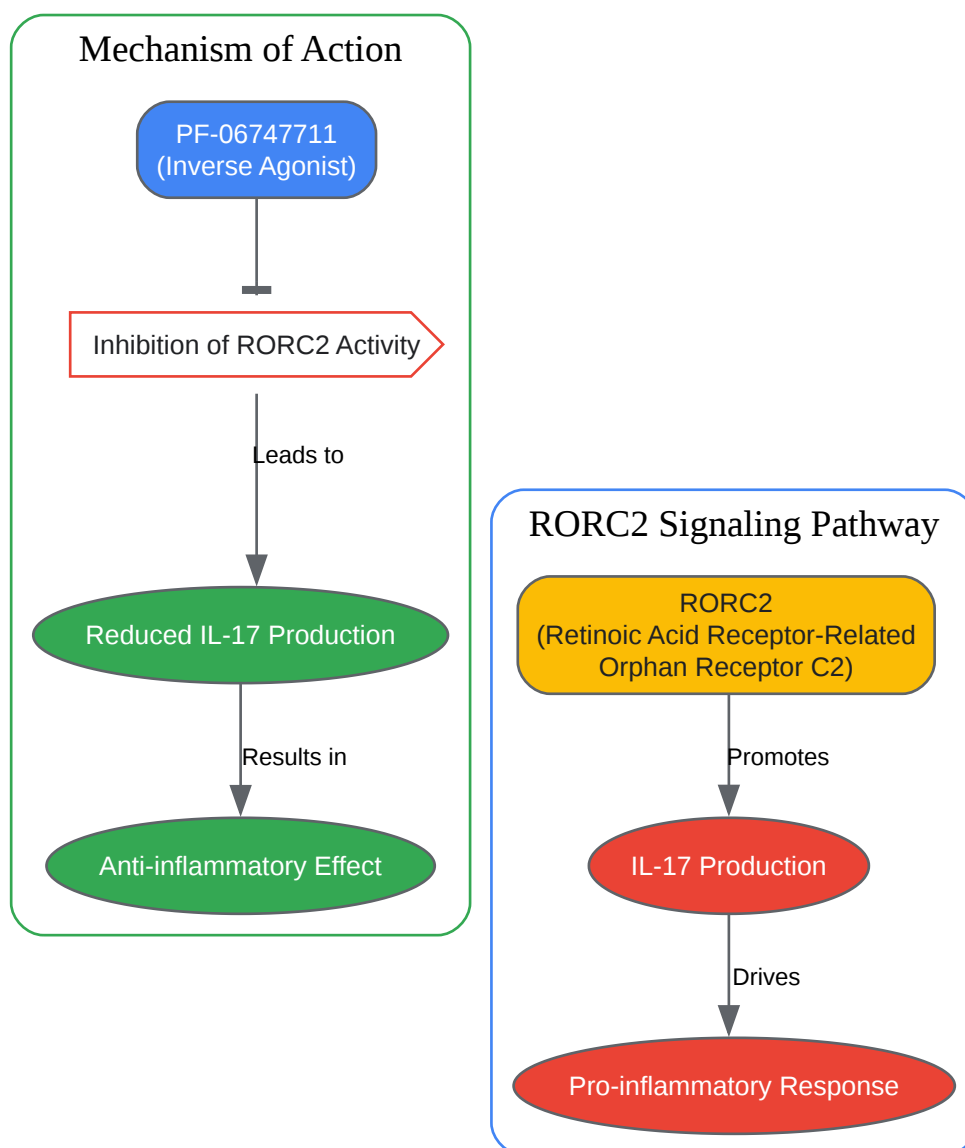 Mechanism of Action
PF-06747711
(Inverse Agonist)
Inhibition of RORC2 Activity
Leads to
Reduced IL-17 Production
Results in
Anti-inflammatory Effect
RORC2 Signaling Pathway
RORC2
(Retinoic Acid Receptor-Related
Orphan Receptor C2)
Promotes
IL-17 Production
Drives
Pro-inflammatory Response